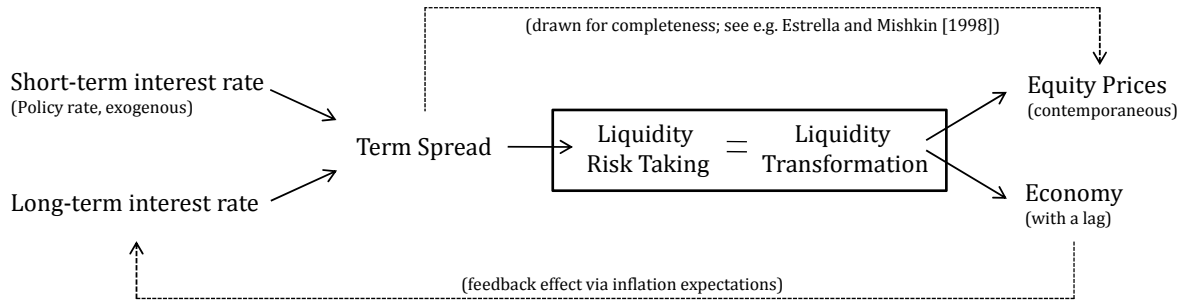 (drawn for completeness; see e.g. Estrella and Mishkin [1998])
Short-term interest rate
(Policy rate, exogenous)
Long-term interest rate
Term Spread
Liquidity
Risk Taking
=
Liquidity
Transformation
Equity Prices
(contemporaneous)
Economy
(with a lag)
(feedback effect via inflation expectations)